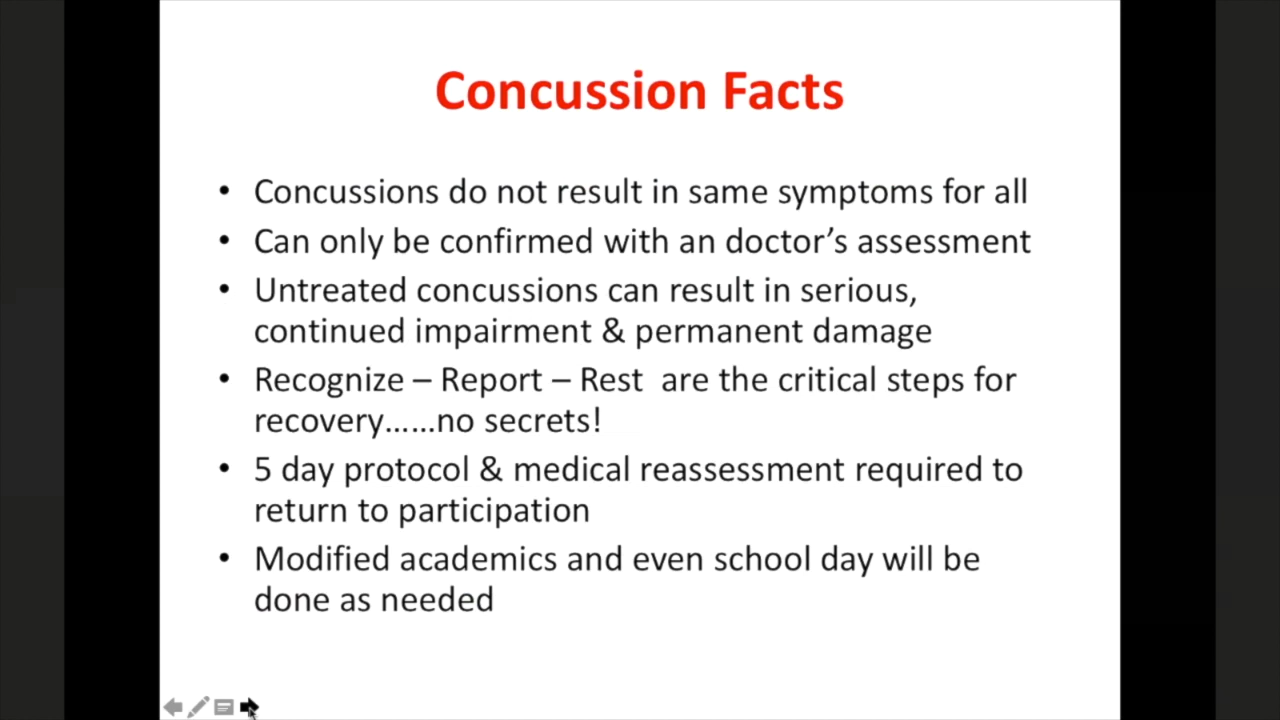 Concussion Facts
• Concussions do not result in same symptoms for all
• Can only be confirmed with an doctor’s assessment
• Untreated concussions can result in serious,
continued impairment & permanent damage
• Recognize – Report – Rest  are the critical steps for
recovery……no secrets!
• 5 day protocol & medical reassessment required to
return to participation
• Modified academics and even school day will be
done as needed